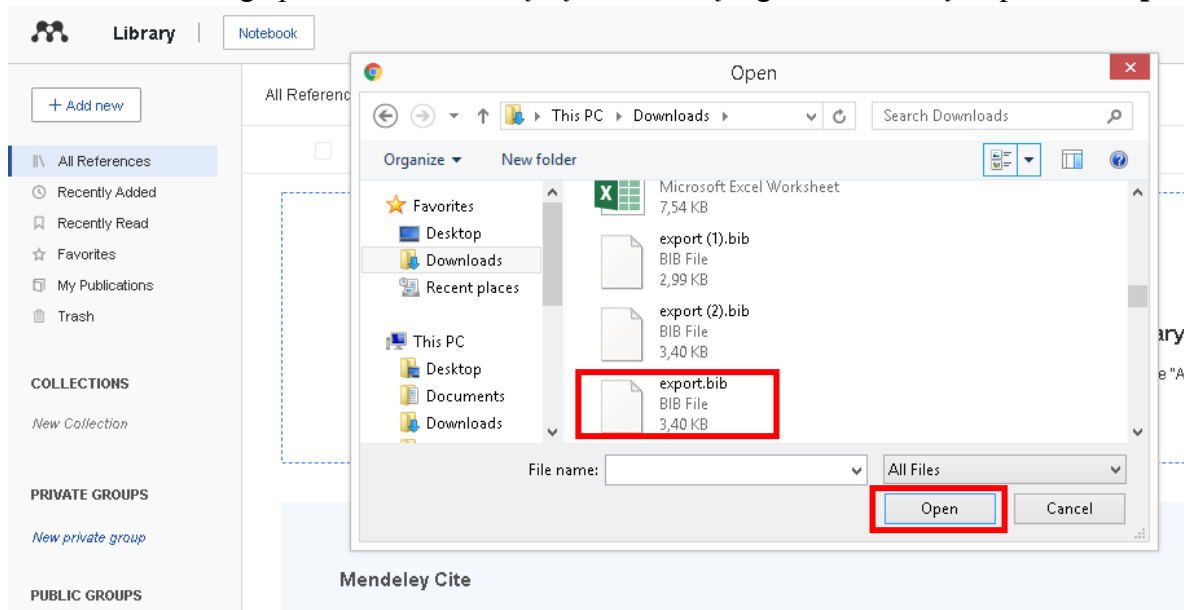 Library
Notebook
+ Add new
All References
Recently Added
Recently Read
Favorites
My Publications
Trash
COLLECTIONS
New Collection
PRIVATE GROUPS
New private group
PUBLIC GROUPS
Open
This PC
Downloads
Search Downloads
Organize
New folder
Favorites
Desktop
Downloads
Recent places
This PC
Desktop
Documents
Downloads
Microsoft Excel Worksheet
7,54 KB
export (1).bib
BIB File
2,99 KB
export (2).bib
BIB File
3,40 KB
export.bib
BIB File
3,40 KB
File name:
All Files
Open
Cancel
Mendeley Cite